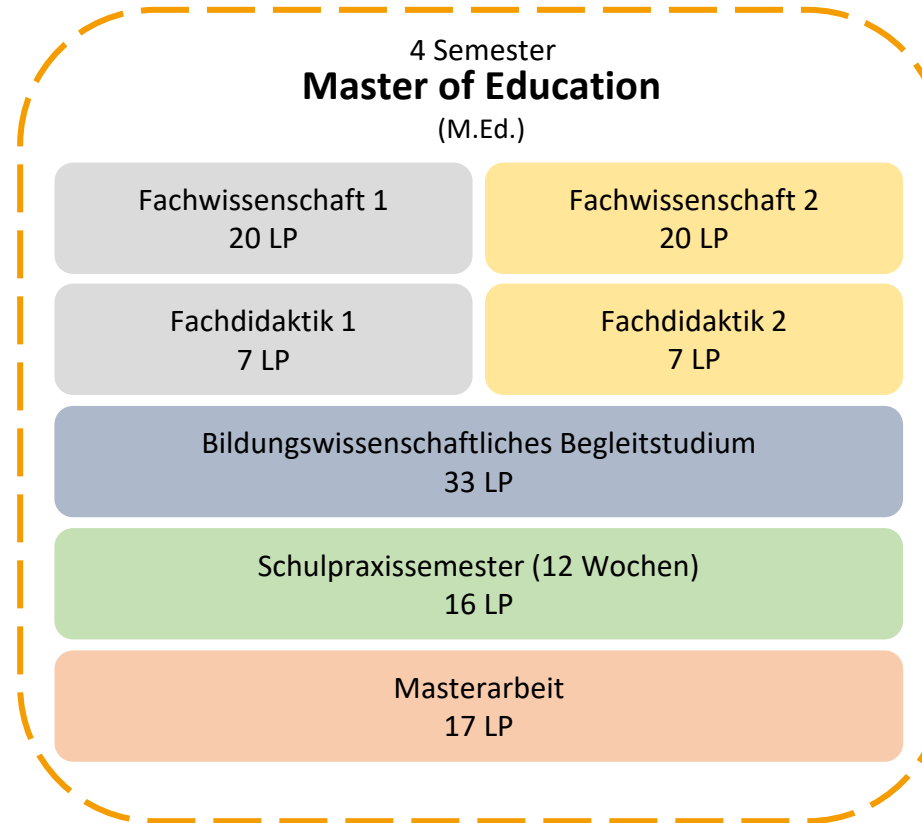 4 Semester
Master of Education
(M.Ed.)
Fachwissenschaft 1
20 LP
Fachwissenschaft 2
20 LP
Fachdidaktik 1
7 LP
Fachdidaktik 2
7 LP
Bildungswissenschaftliches Begleitstudium
33 LP
Schulpraxissemester (12 Wochen)
16 LP
Masterarbeit
17 LP